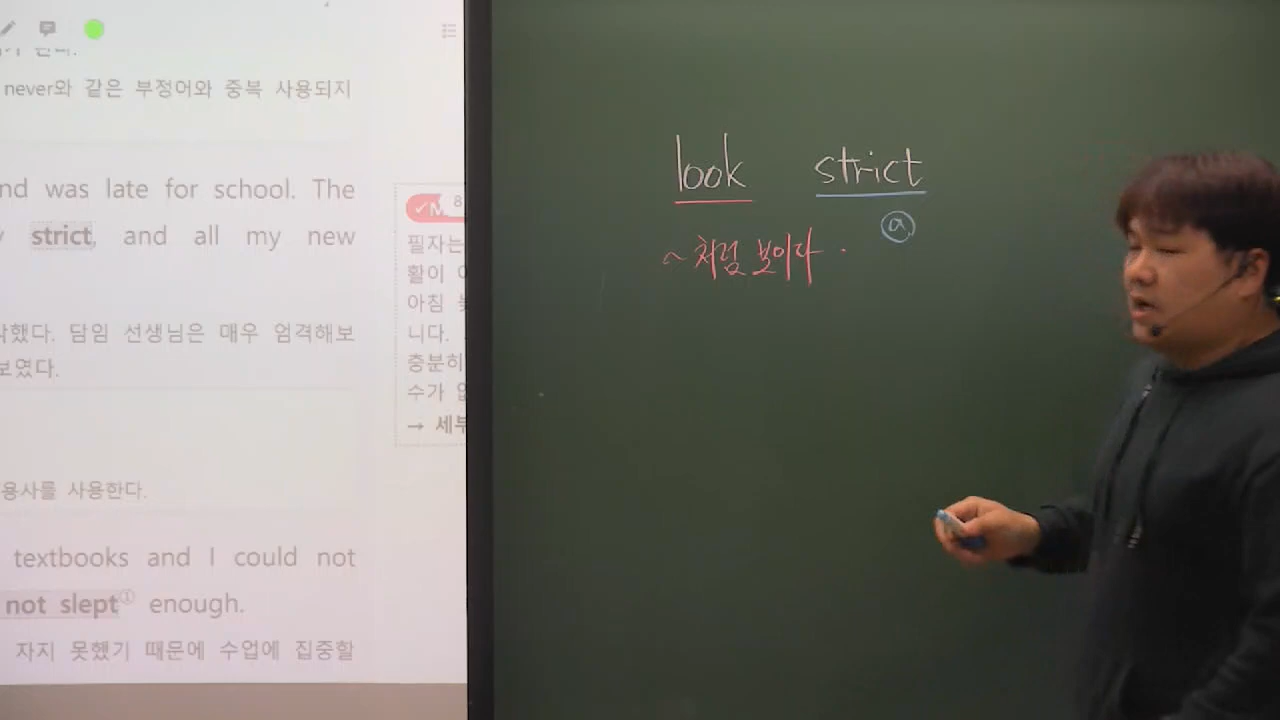 never와 같은 부정어와 중복 사용되지
nd was late for school. The
strict, and all my new
했다. 담임 선생님은 매우 엄격해보
보였다.
용사를 사용한다.
textbooks and I could not
not slept① enough.
자지 못했기 때문에 수업에 집중할
8
필자는
활이
아침
니다.
충분히
수가
→ 세부
look strict
ⓐ
~처럼 보이다.